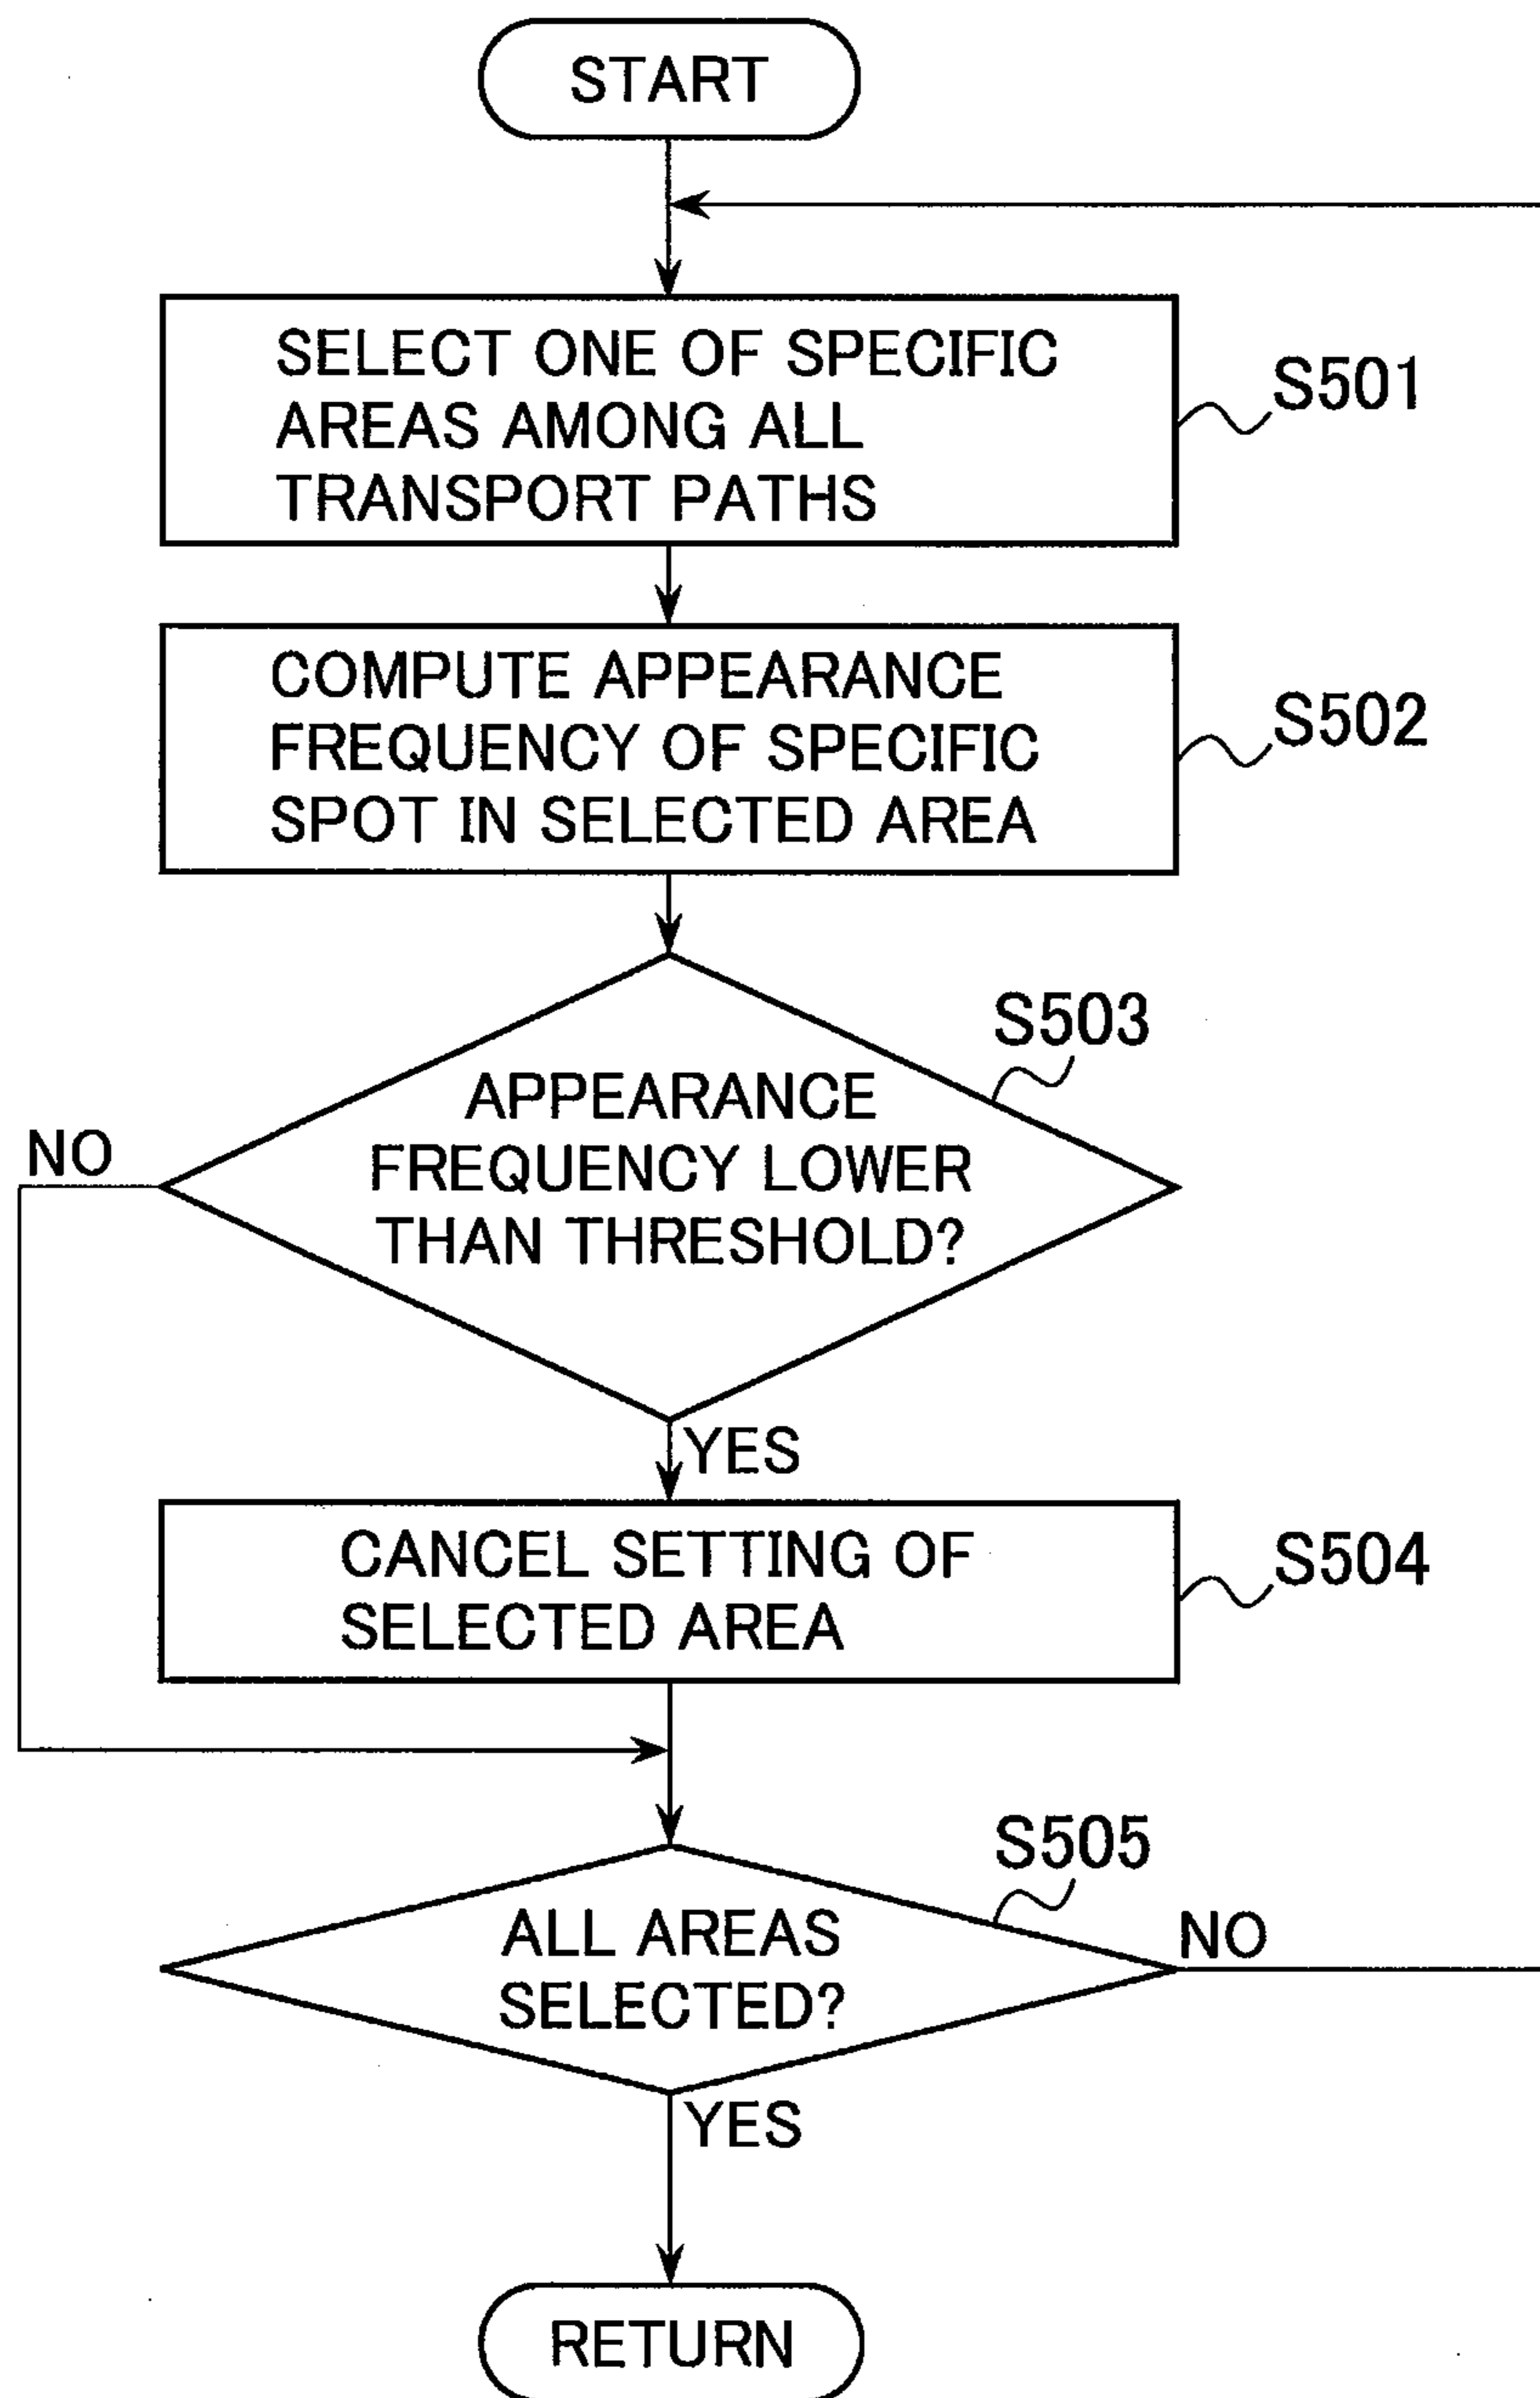 START
SELECT ONE OF SPECIFIC
AREAS AMONG ALL
TRANSPORT PATHS
S501
COMPUTE APPEARANCE
FREQUENCY OF SPECIFIC
SPOT IN SELECTED AREA
S502
S503
APPEARANCE
FREQUENCY LOWER
THAN THRESHOLD?
NO
YES
CANCEL SETTING OF
SELECTED AREA
S504
S505
ALL AREAS
SELECTED?
NO
YES
RETURN